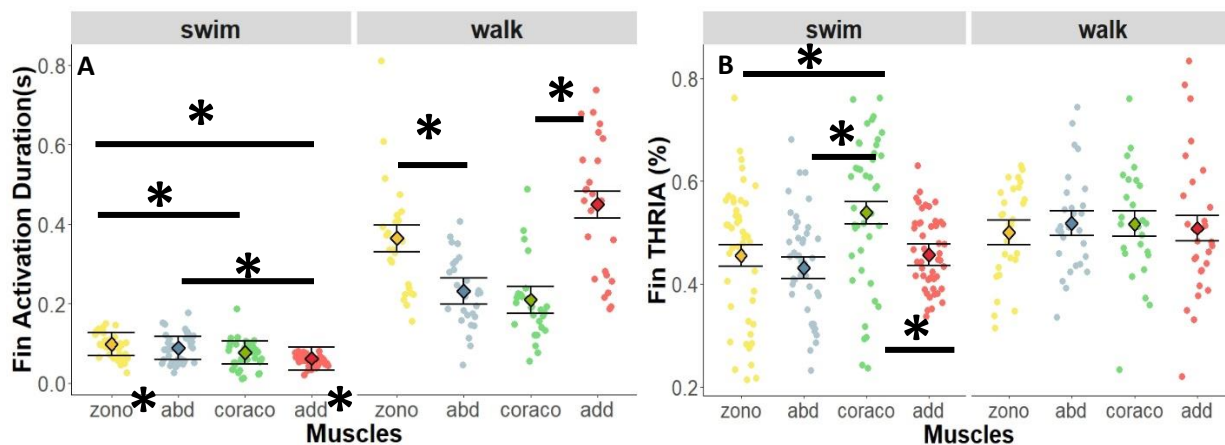 swim walk
A
Fin Activation Duration(s)
0.8
0.6
0.4
0.2
0.0
* * * * * * *
zono abd coraco add zono abd coraco add
Muscles
swim walk
B
Fin THRIA (%)
0.8
0.6
0.4
0.2
* * *
zono abd coraco add zono abd coraco add
Muscles